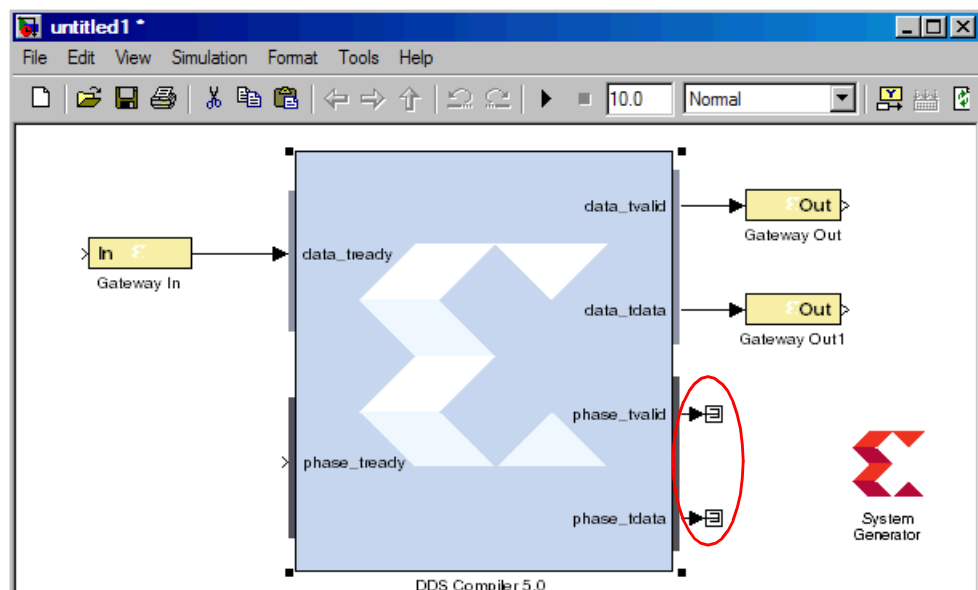 untitled1 *
File Edit View Simulation Format Tools Help
10.0 Normal
data_tvalid Out
Gateway Out
In data_tready
Gateway In
data_tdata Out
Gateway Out1
phase_tvalid
phase_tready
phase_tdata
System
Generator
DDS Compiler 5.0